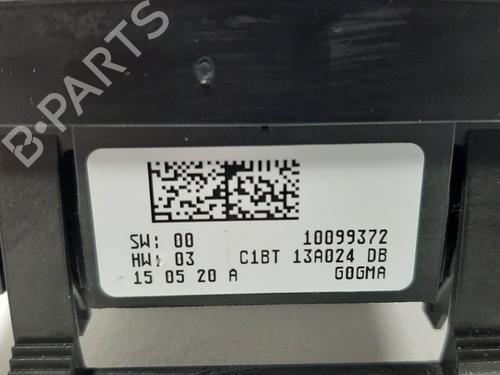 B-PARTS
SW: 00 10099372
HW: 03 C1BT 13A024 DB
15 05 20 A GOGMA